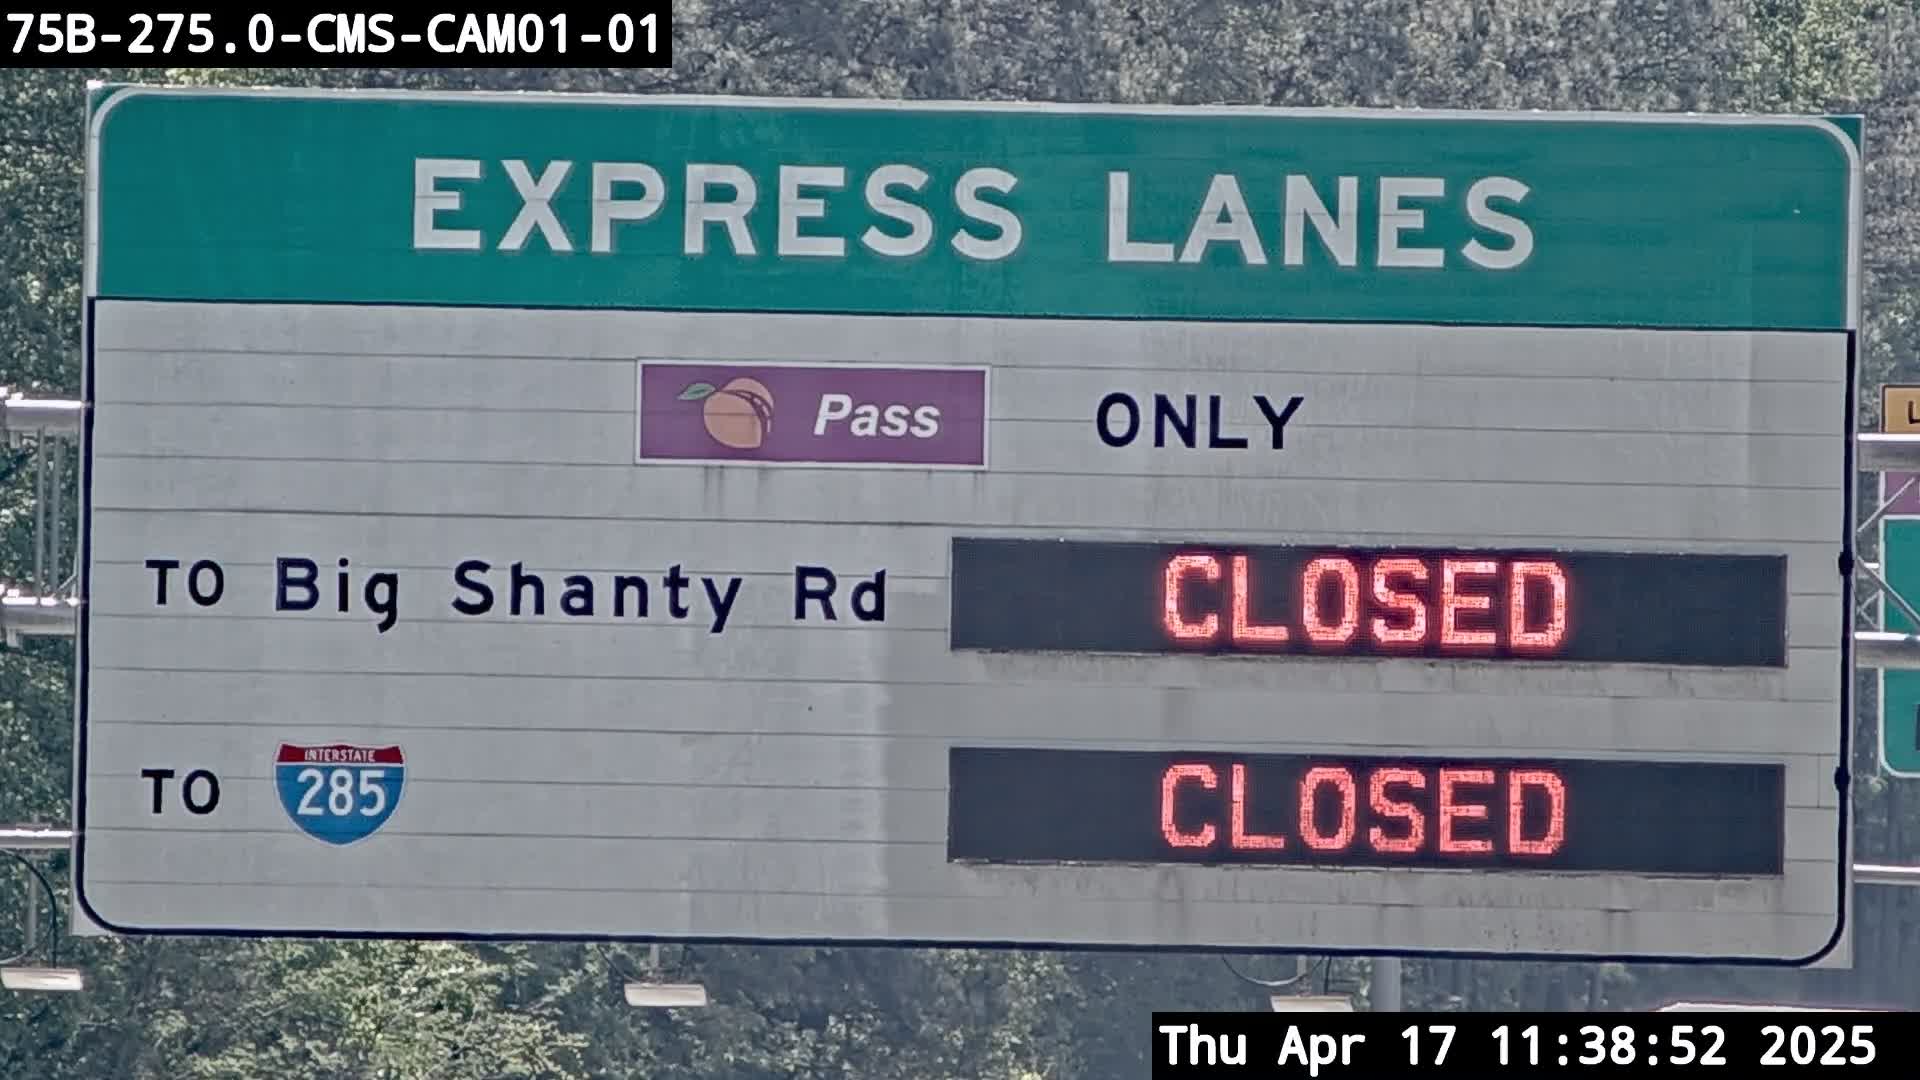 75B-275.0-CMS-CAM01-01
EXPRESS LANES
Pass ONLY
TO Big Shanty Rd CLOSED
TO INTERSTATE 285 CLOSED
Thu Apr 17 11:38:52 2025